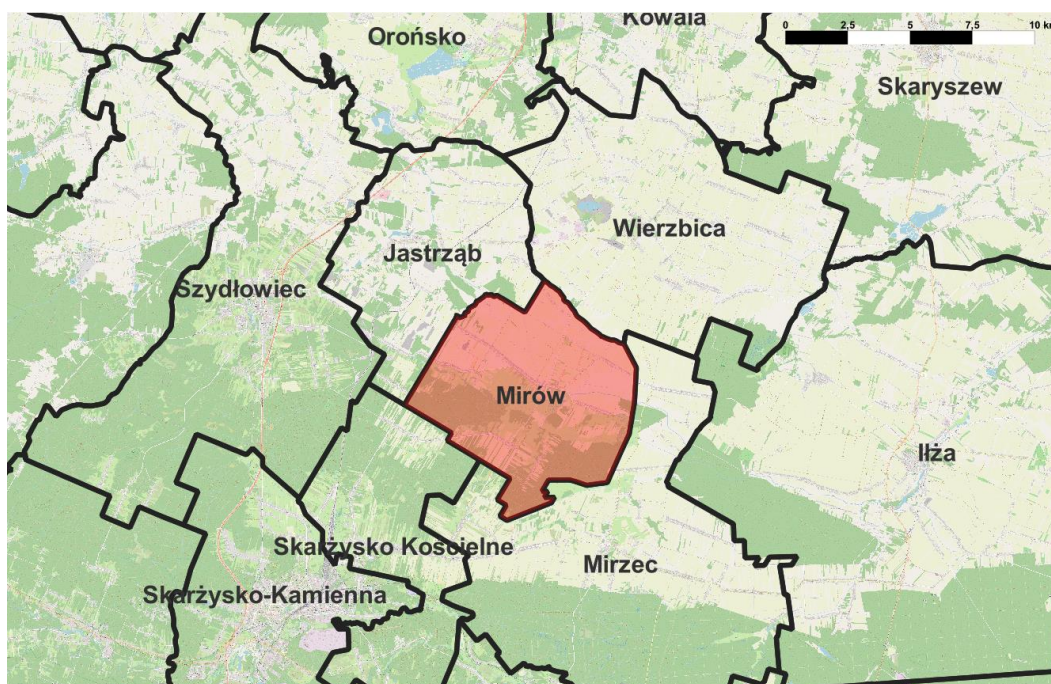 Kowala
0 2.5 5 7.5 10 km
Orońsko
Skaryszew
Wierzbica
Jastrząb
Szydłowiec
Mirów
Iłża
Skarżysko Kościelne
Mirzec
Skarżysko-Kamienna